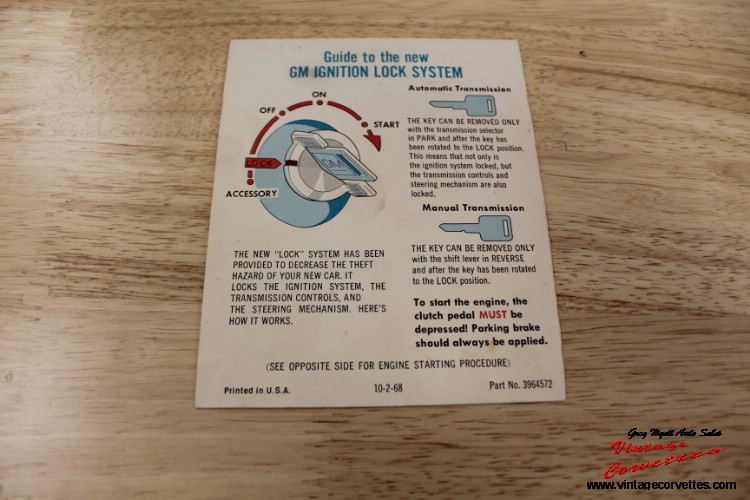 Guide to the new
GM IGNITION LOCK SYSTEM
ON
OFF
START
LOCK
ACCESSORY
GM
THE NEW "LOCK" SYSTEM HAS BEEN
PROVIDED TO DECREASE THE THEFT
HAZARD OF YOUR NEW CAR. IT
LOCKS THE IGNITION SYSTEM, THE
TRANSMISSION CONTROLS, AND
THE STEERING MECHANISM. HERE'S
HOW IT WORKS.
Automatic Transmission
THE KEY CAN BE REMOVED ONLY
with the transmission selector
in PARK and after the key has
been rotated to the LOCK position.
This means that not only is
the ignition system locked, but
the transmission controls and
steering mechanism are also
locked.
Manual Transmission
THE KEY CAN BE REMOVED ONLY
with the shift lever in REVERSE
and after the key has been rotated
to the LOCK position.
To start the engine, the
clutch pedal MUST be
depressed! Parking brake
should always be applied.
(SEE OPPOSITE SIDE FOR ENGINE STARTING PROCEDURE)
Printed in U.S.A. 10-2-68 Part No. 3964572
Vintage
Corvettes
www.vintagecorvettes.com